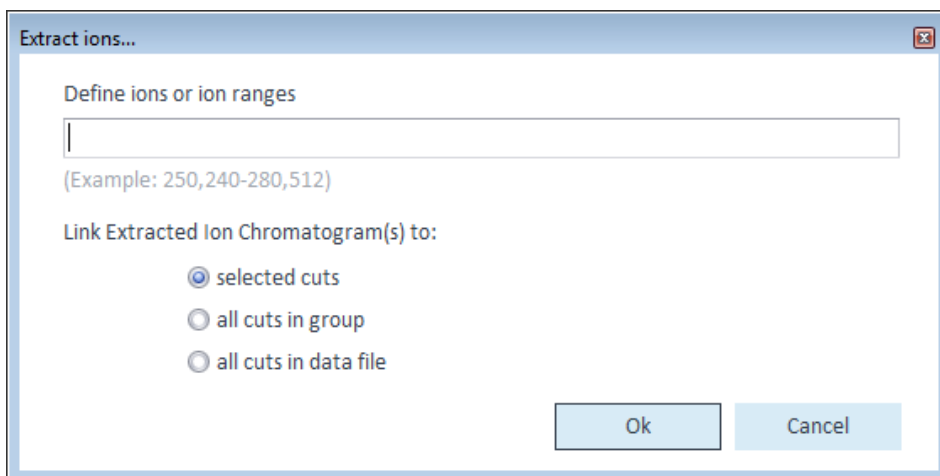 Extract ions...
Define ions or ion ranges
(Example: 250,240-280,512)
Link Extracted Ion Chromatogram(s) to:
selected cuts
all cuts in group
all cuts in data file
Ok Cancel